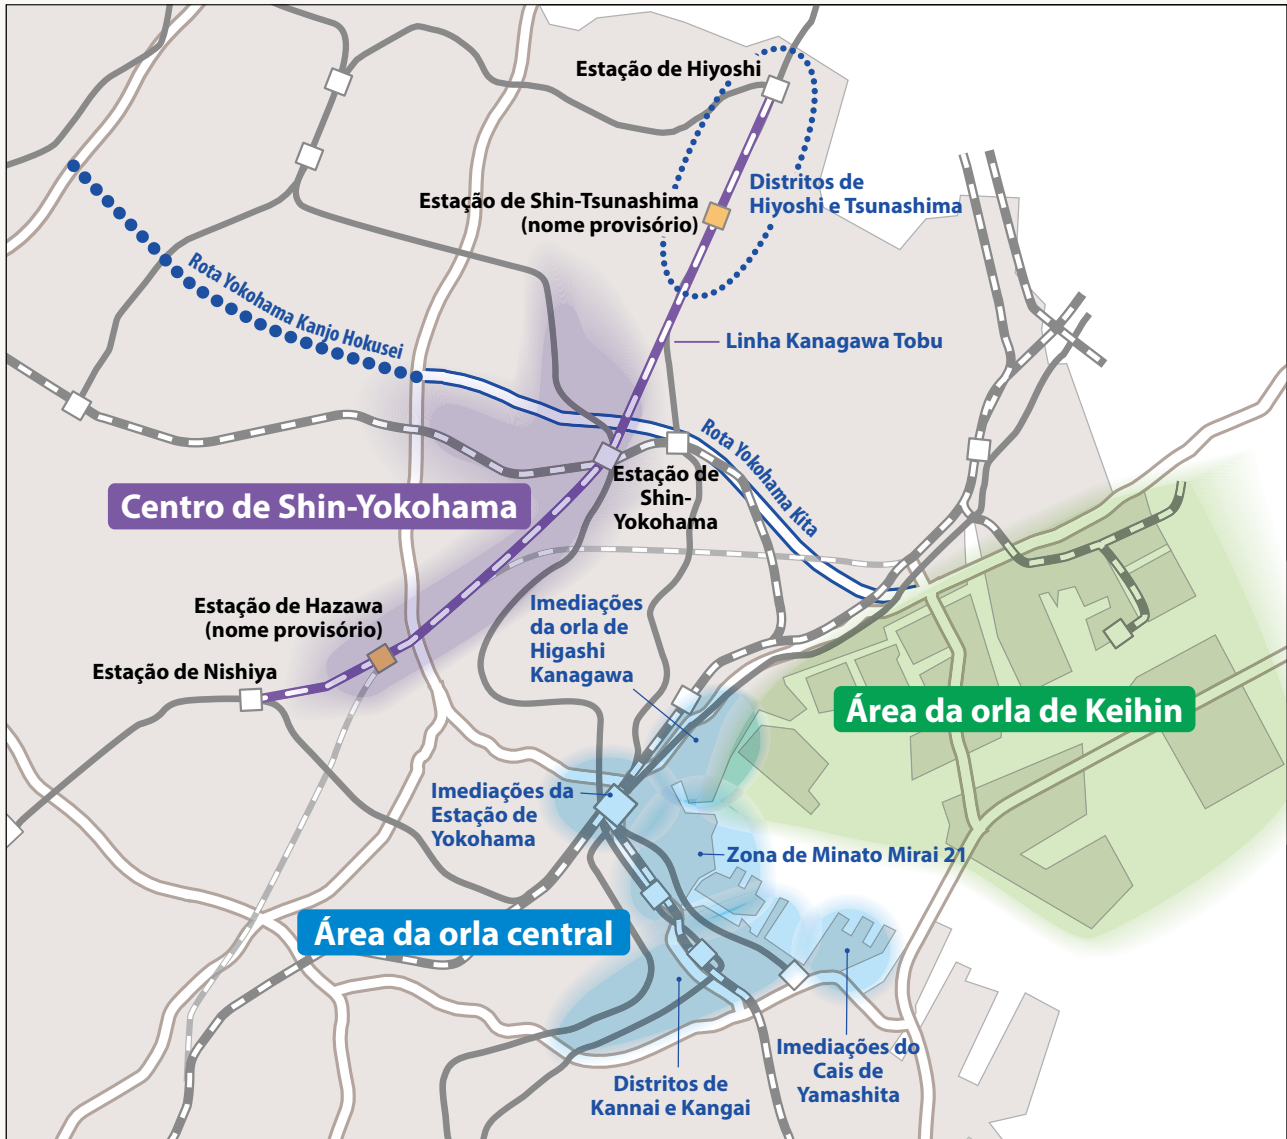 Estação de Hiyoshi
Distritos de
Hiyoshi e Tsunashima
Estação de Shin-Tsunashima
(nome provisório)
Rota Yokohama Kanjo Hokusei
Linha Kanagawa Tobu
Rota Yokohama Kita
Estação de
Shin-
Yokohama
Centro de Shin-Yokohama
Estação de Hazawa
(nome provisório)
Estação de Nishiya
Imediações
da orla de
Higashi
Kanagawa
Área da orla de Keihin
Imediações da
Estação de
Yokohama
Zona de Minato Mirai 21
Área da orla central
Imediações do
Cais de
Yamashita
Distritos de
Kannai e Kangai